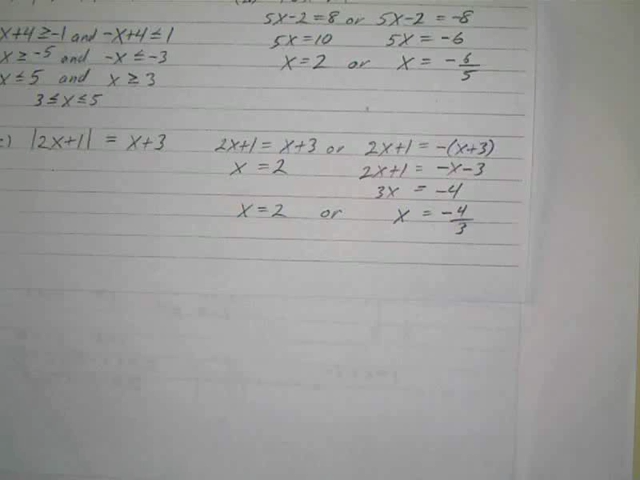 5x-2=8 or 5x-2=-8
x+4≥-1 and -x+4≤1
5x=10 5x=-6
x≥-5 and -x≤-3
x=2 or x=-6/5
x≤5 and x≥3
3≤x≤5
|2x+1| = x+3 2x+1=x+3 or 2x+1=-(x+3)
x=2 2x+1=-x-3
3x=-4
x=2 or x=-4/3